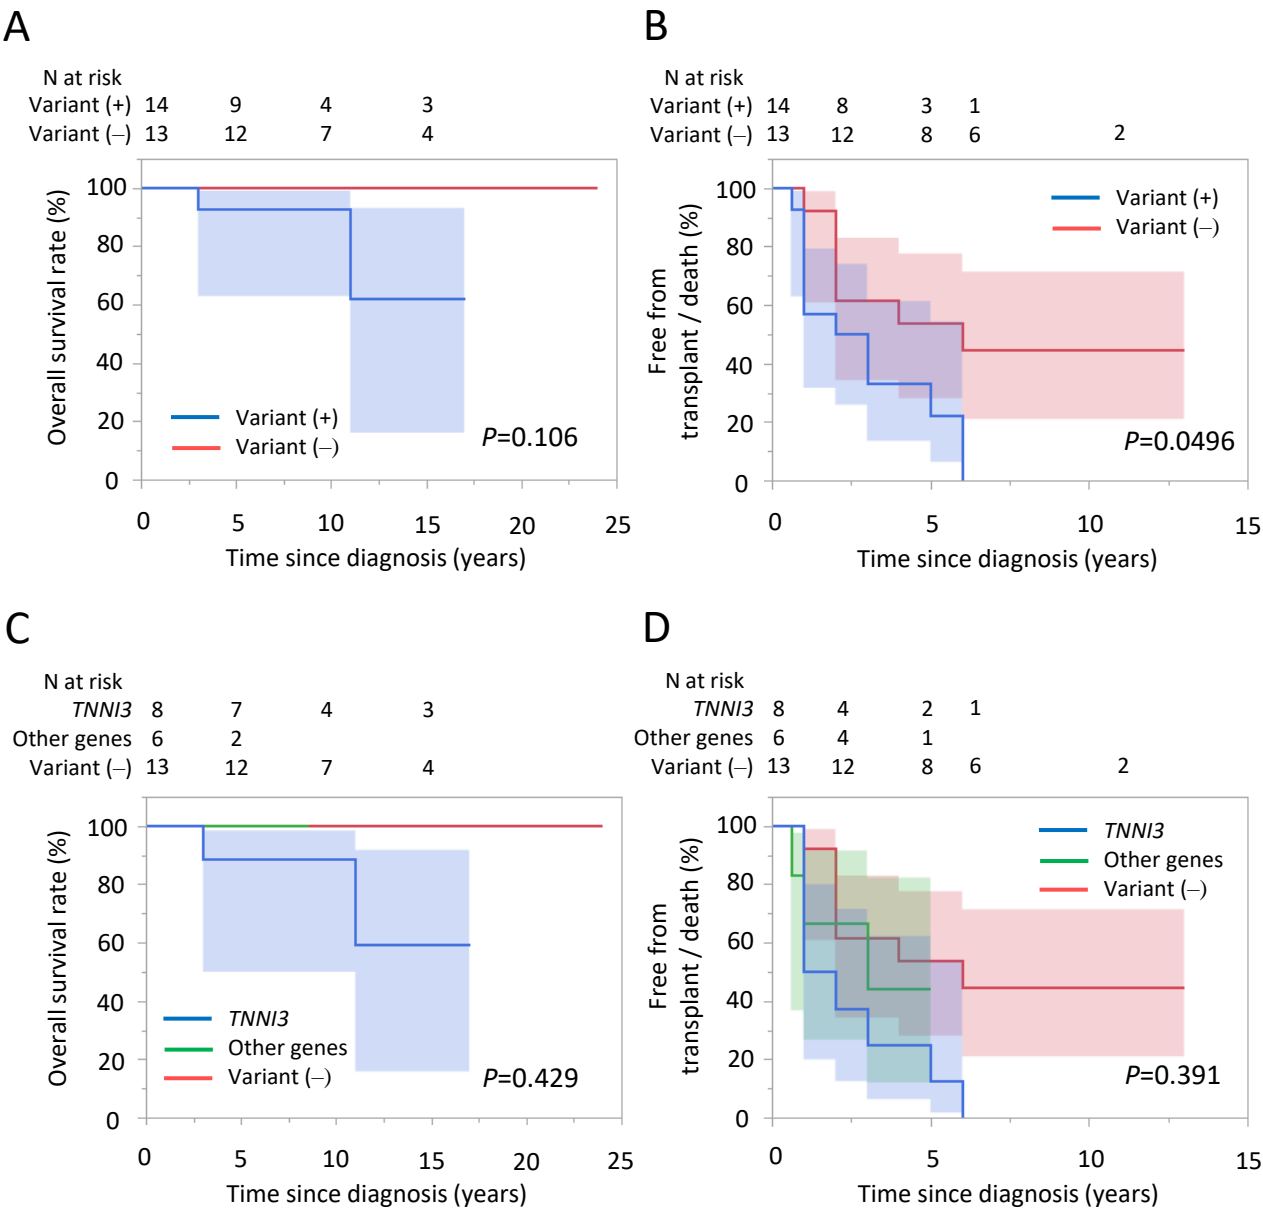 A
N at risk
Variant (+) 14 9 4 3
Variant (–) 13 12 7 4
Overall survival rate (%)
100
80
60
40
20
0
Variant (+)
Variant (–)
P=0.106
0 5 10 15 20 25
Time since diagnosis (years)
B
N at risk
Variant (+) 14 8 3 1
Variant (–) 13 12 8 6 2
Free from
transplant / death (%)
100
80
60
40
20
0
Variant (+)
Variant (–)
P=0.0496
0 5 10 15
Time since diagnosis (years)
C
N at risk
TNNI3 8 7 4 3
Other genes 6 2
Variant (–) 13 12 7 4
Overall survival rate (%)
100
80
60
40
20
0
TNNI3
Other genes
Variant (–)
P=0.429
0 5 10 15 20 25
Time since diagnosis (years)
D
N at risk
TNNI3 8 4 2 1
Other genes 6 4 1
Variant (–) 13 12 8 6 2
Free from
transplant / death (%)
100
80
60
40
20
0
TNNI3
Other genes
Variant (–)
P=0.391
0 5 10 15
Time since diagnosis (years)